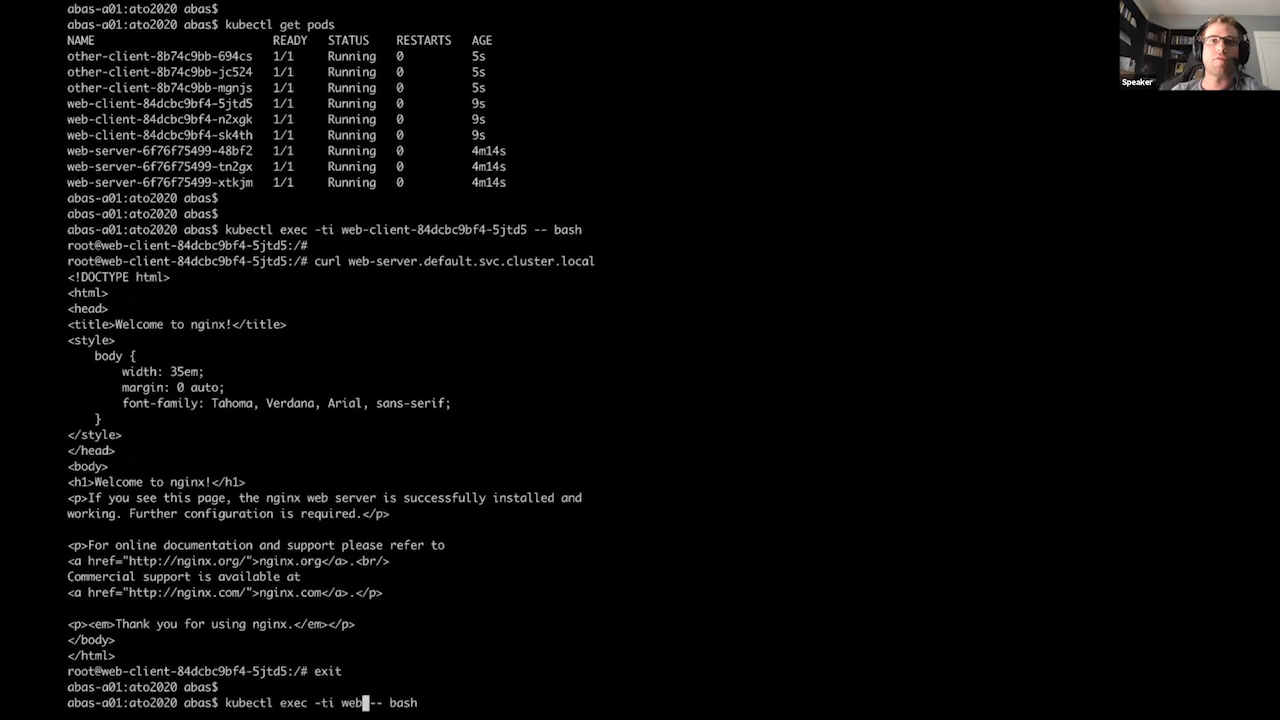 abas-a01:ato2020 abas$
abas-a01:ato2020 abas$ kubectl get pods
NAME READY STATUS RESTARTS AGE
other-client-8b74c9bb-694cs 1/1 Running 0 5s
other-client-8b74c9bb-jc524 1/1 Running 0 5s
other-client-8b74c9bb-mgnjs 1/1 Running 0 5s
web-client-84dcbc9bf4-5jtd5 1/1 Running 0 9s
web-client-84dcbc9bf4-n2xgk 1/1 Running 0 9s
web-client-84dcbc9bf4-sk4th 1/1 Running 0 9s
web-server-6f76f75499-48bf2 1/1 Running 0 4m14s
web-server-6f76f75499-tn2gx 1/1 Running 0 4m14s
web-server-6f76f75499-xtkjm 1/1 Running 0 4m14s
abas-a01:ato2020 abas$
abas-a01:ato2020 abas$
abas-a01:ato2020 abas$ kubectl exec -ti web-client-84dcbc9bf4-5jtd5 -- bash
root@web-client-84dcbc9bf4-5jtd5:/#
root@web-client-84dcbc9bf4-5jtd5:/# curl web-server.default.svc.cluster.local
<!DOCTYPE html>
<html>
<head>
<title>Welcome to nginx!</title>
<style>
    body {
        width: 35em;
        margin: 0 auto;
        font-family: Tahoma, Verdana, Arial, sans-serif;
    }
</style>
</head>
<body>
<h1>Welcome to nginx!</h1>
<p>If you see this page, the nginx web server is successfully installed and
working. Further configuration is required.</p>

<p>For online documentation and support please refer to
<a href="http://nginx.org/">nginx.org</a>.<br/>
Commercial support is available at
<a href="http://nginx.com/">nginx.com</a>.</p>

<p><em>Thank you for using nginx.</em></p>
</body>
</html>
root@web-client-84dcbc9bf4-5jtd5:/# exit
abas-a01:ato2020 abas$
abas-a01:ato2020 abas$ kubectl exec -ti web -- bash
Speaker